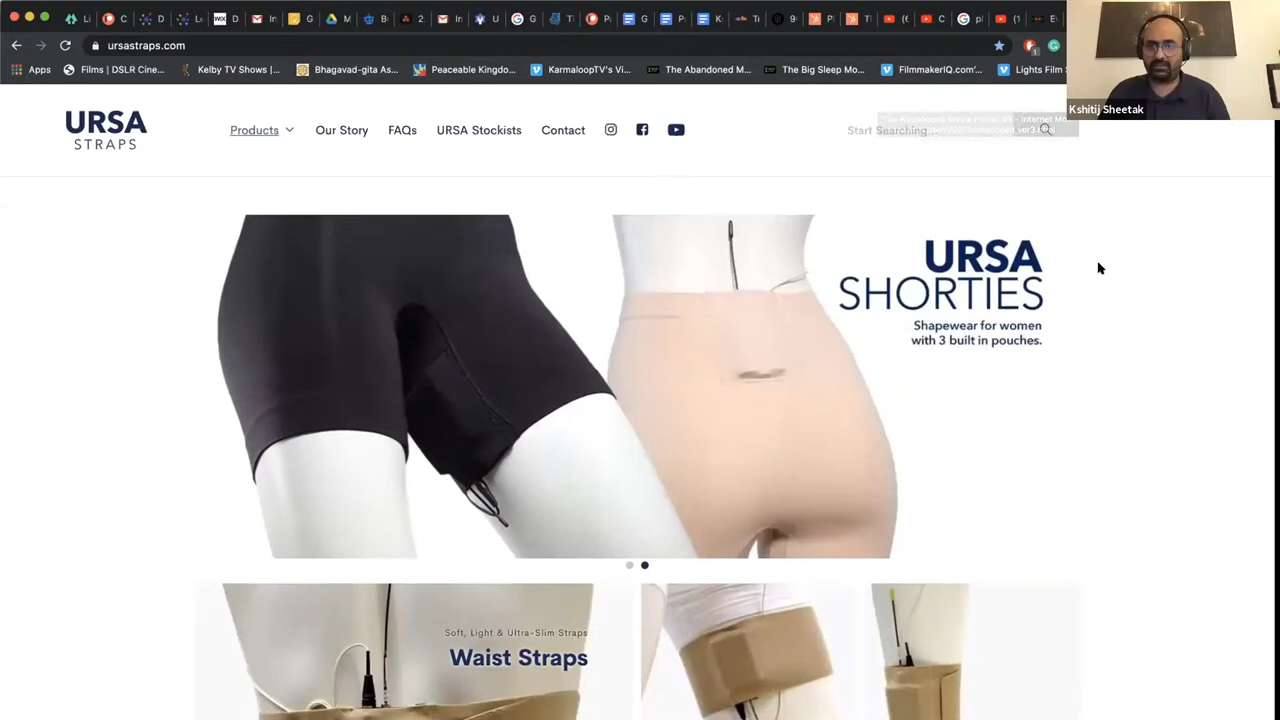 G
M
ursastraps.com
Apps
Films | DSLR Cine...
Kelby TV Shows |...
Bhagavad-gita As...
Peaceable Kingdo...
KarmaloopTV's Vi...
The Abandoned M...
The Big Sleep Mo...
FilmmakerIQ.com'...
Lights Film
Kshitij Sheetak
URSA
STRAPS
Products
Our Story
FAQs
URSA Stockists
Contact
Start Searching...
URSA
SHORTIES
Shapewear for women
with 3 built in pouches.
Soft, Light & Ultra-Slim Straps
Waist Straps